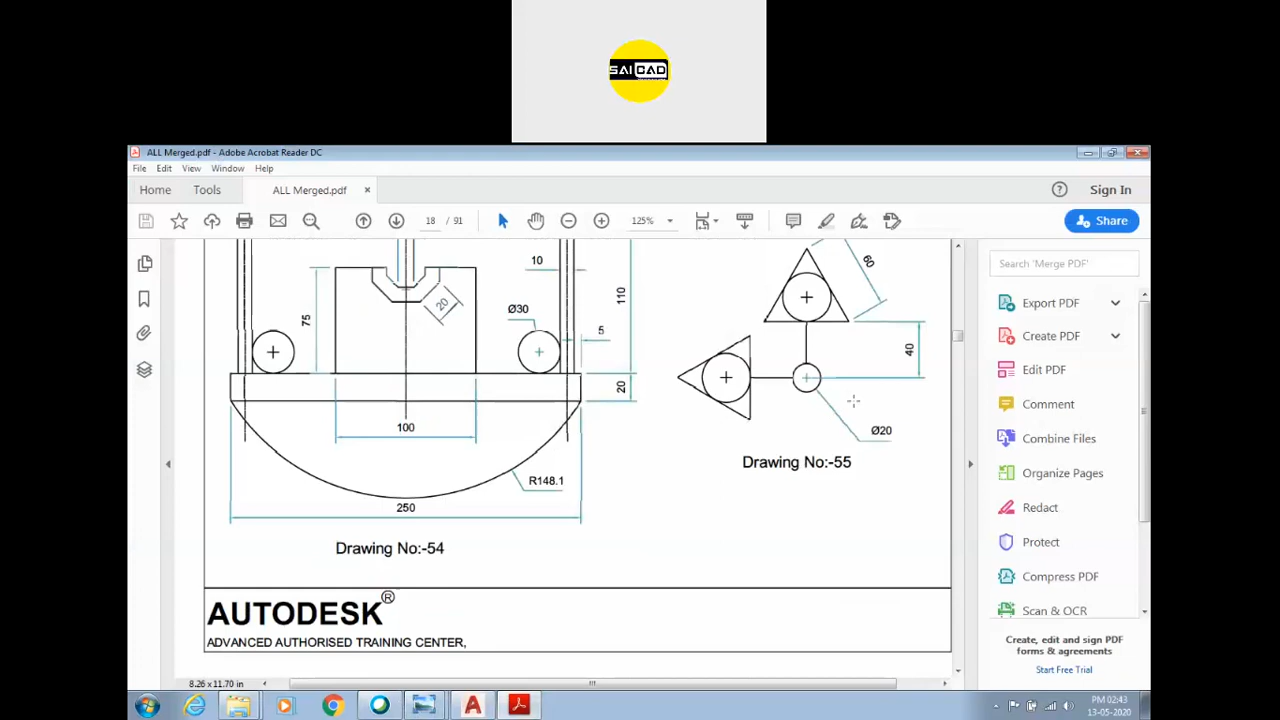 SAI CAD
ALL Merged.pdf - Adobe Acrobat Reader DC
File Edit View Window Help
Home Tools ALL Merged.pdf × Sign In
18 / 91 125% Share
10
110
60
Search 'Merge PDF'
20
Ø30
75
5
40
20
100
Ø20
R148.1
Drawing No:-55
250
Drawing No:-54
AUTODESK®
ADVANCED AUTHORISED TRAINING CENTER,
8.26 x 11.70 in
Export PDF
Create PDF
Edit PDF
Comment
Combine Files
Organize Pages
Redact
Protect
Compress PDF
Scan & OCR
Create, edit and sign PDF
forms & agreements
Start Free Trial
PM 02:43
13-05-2020